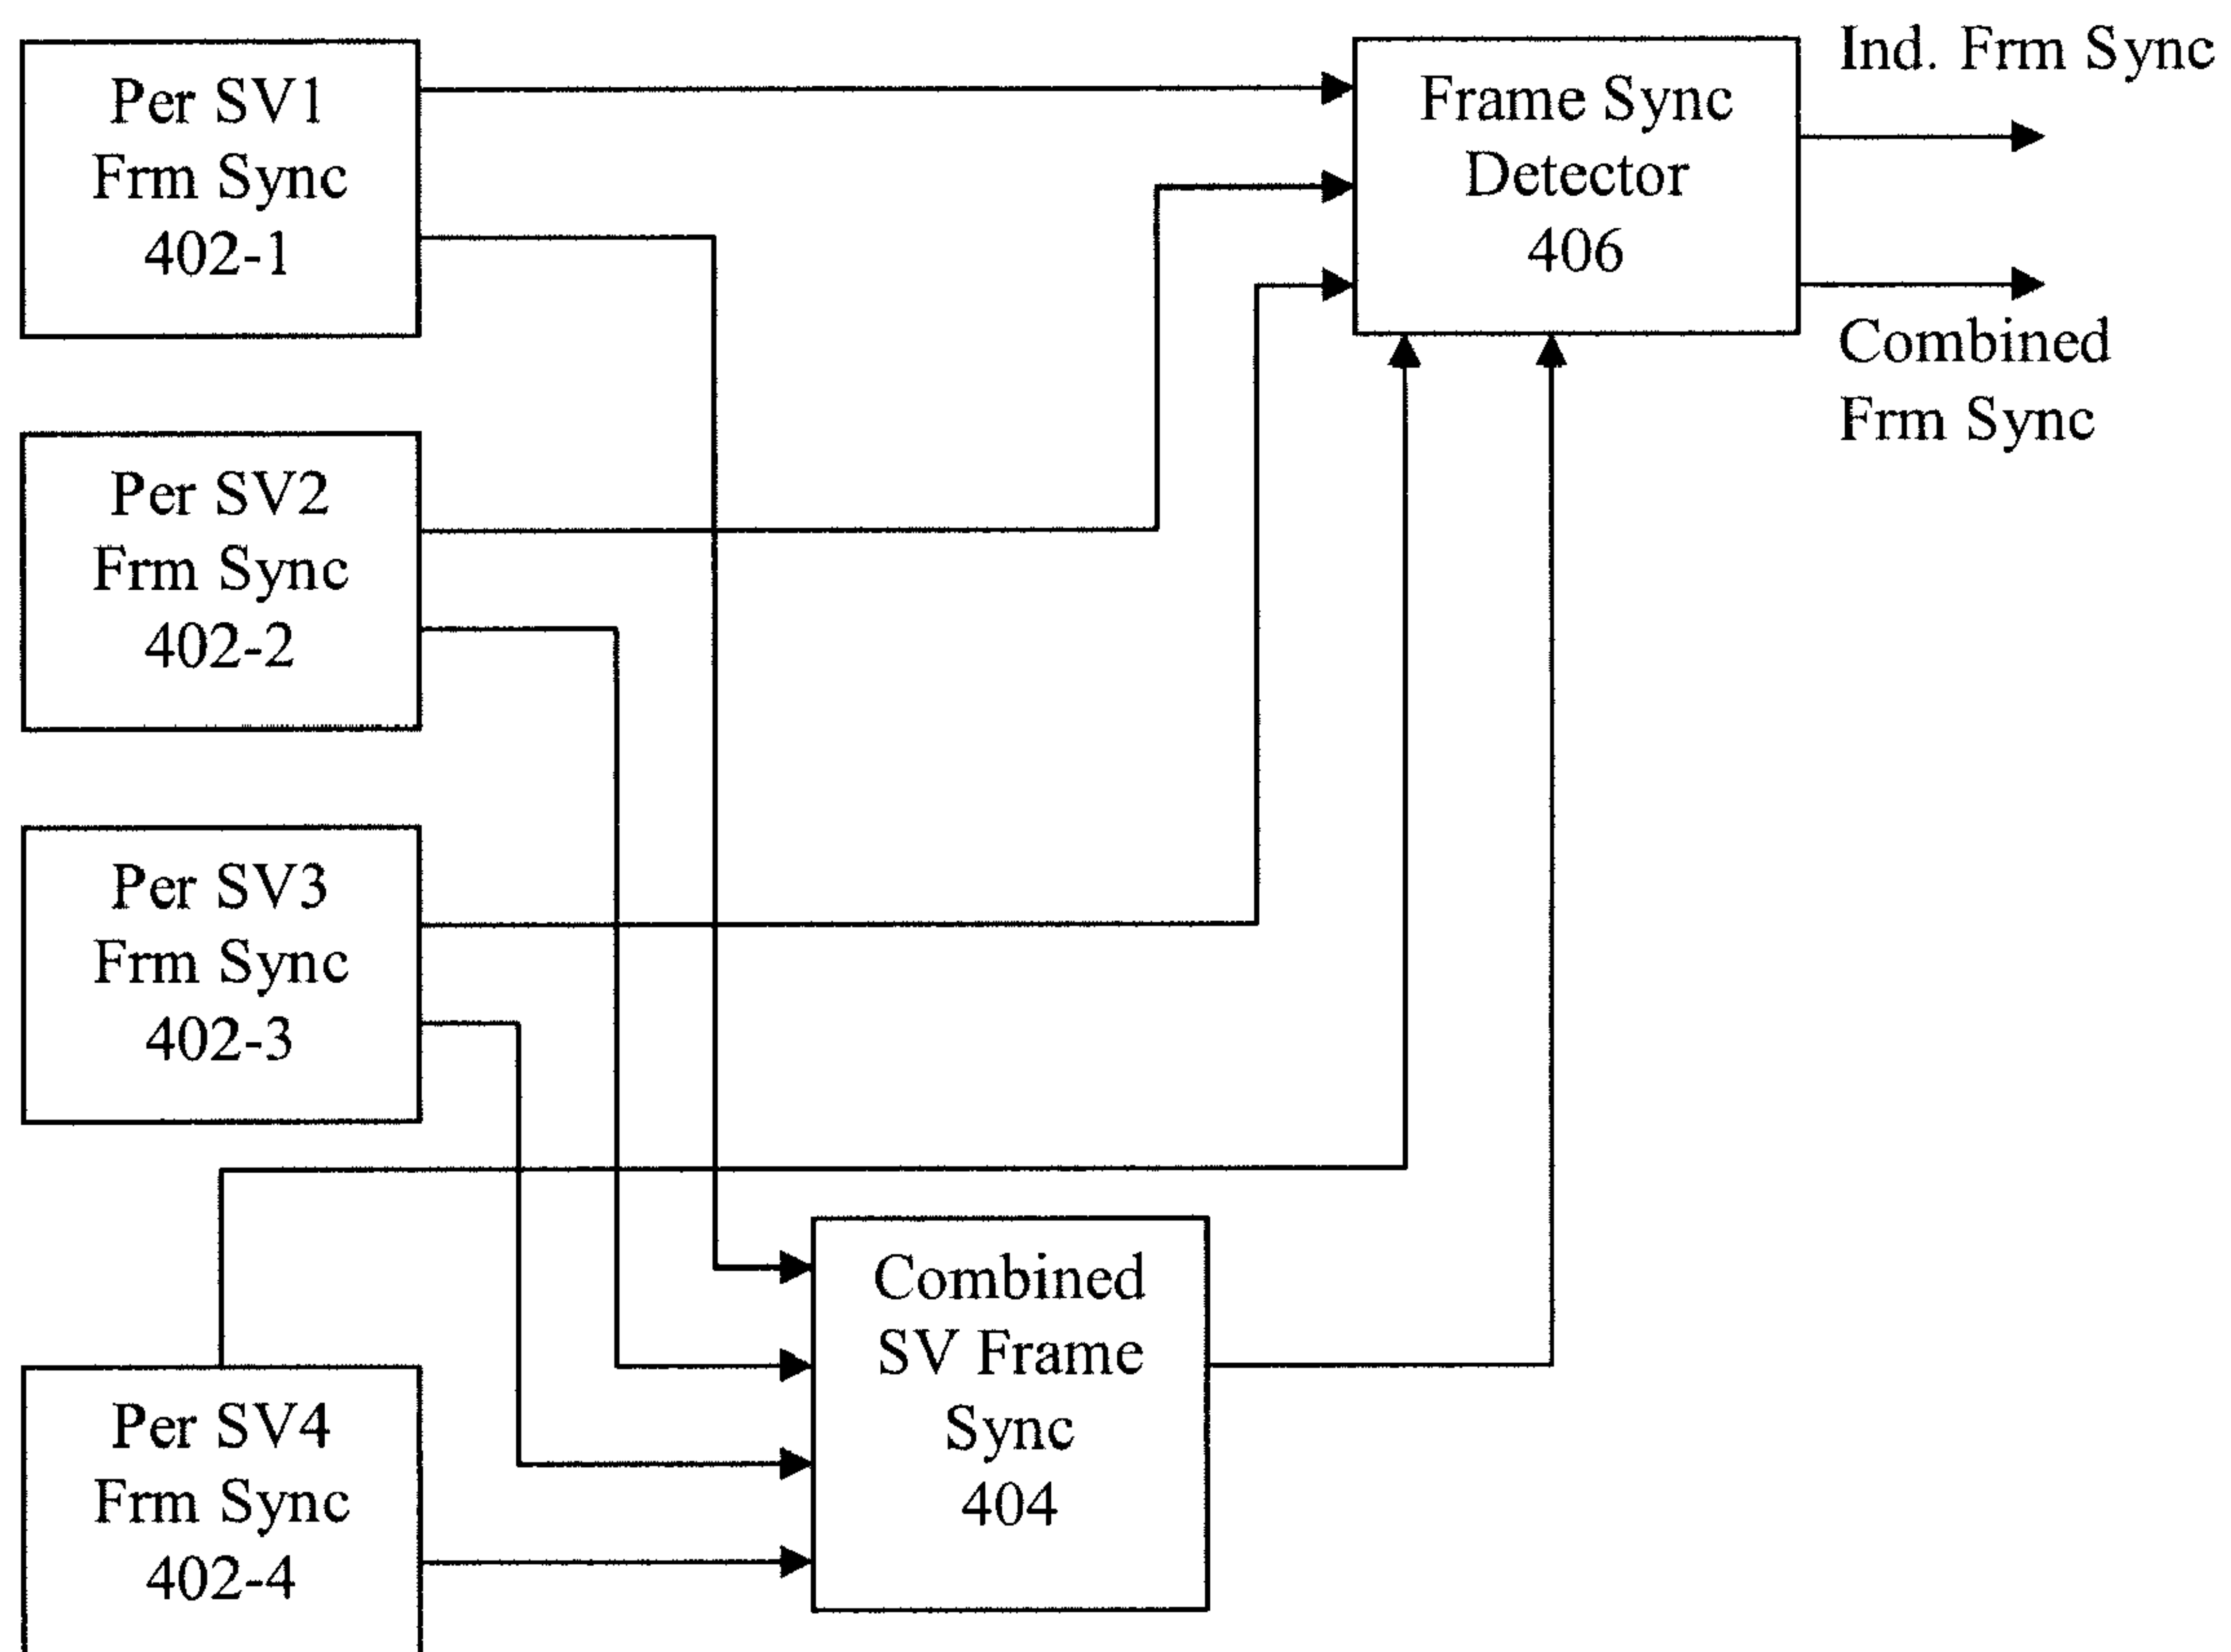 Per SV1
Frm Sync
402-1
Frame Sync
Detector
406
Ind. Frm Sync
Combined
Frm Sync
Per SV2
Frm Sync
402-2
Per SV3
Frm Sync
402-3
Per SV4
Frm Sync
402-4
Combined
SV Frame
Sync
404